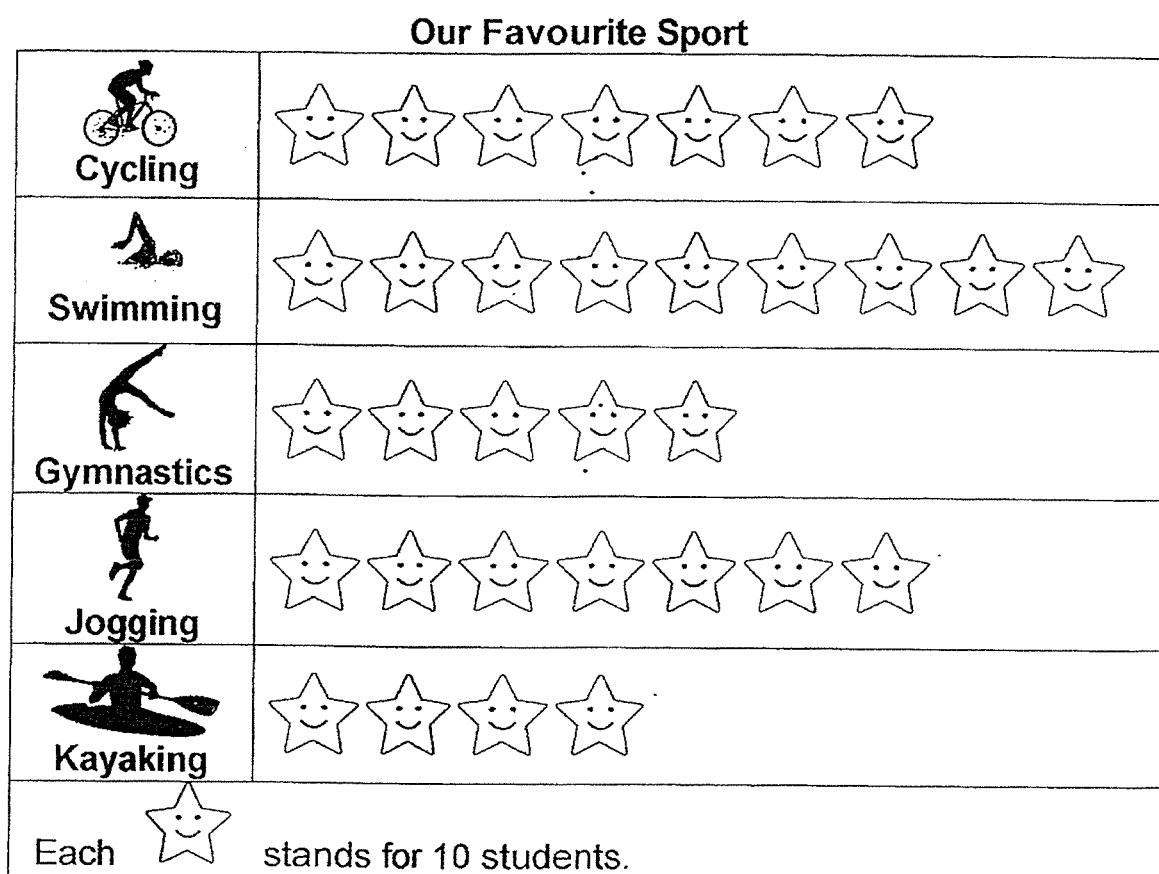 Our Favourite Sport
Cycling
Swimming
Gymnastics
Jogging
Kayaking
Each stands for 10 students.